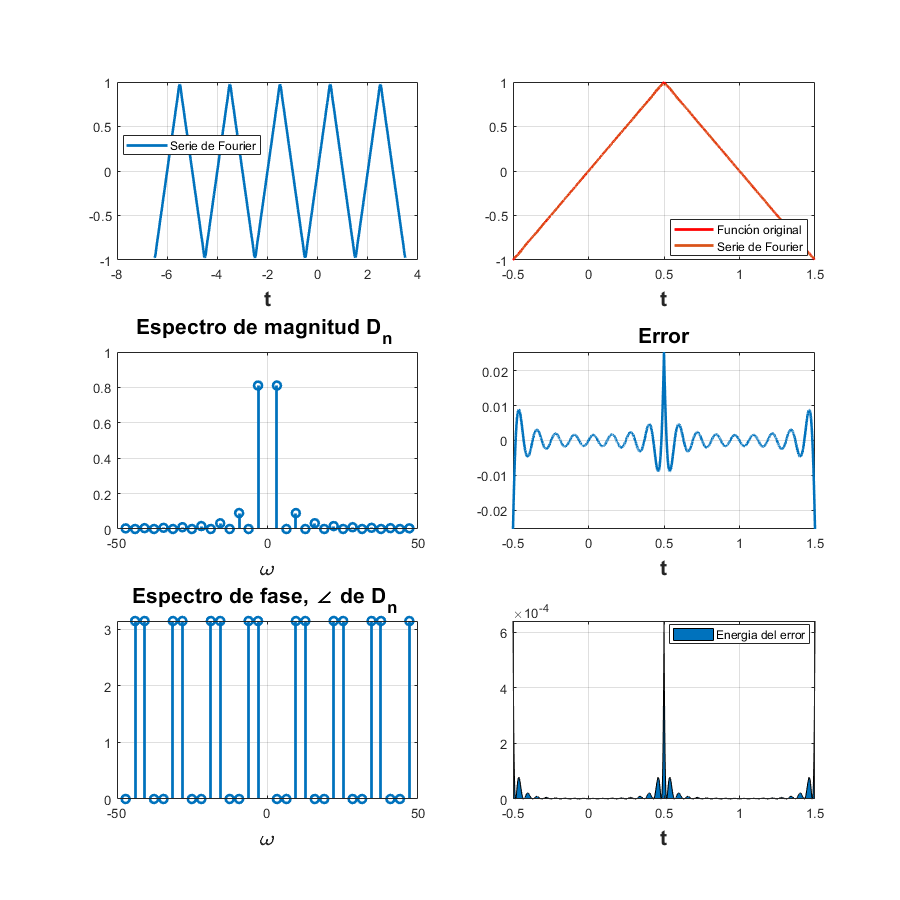 1
0.5
0
-0.5
-1
Serie de Fourier
-8 -6 -4 -2 0 2 4
t
1
0.5
0
-0.5
-1
Función original
Serie de Fourier
-0.5 0 0.5 1 1.5
t
Espectro de magnitud Dn
1
0.8
0.6
0.4
0.2
0
-50 0 50
ω
Error
0.02
0.01
0
-0.01
-0.02
-0.5 0 0.5 1 1.5
t
Espectro de fase, ∠ de Dn
3
2
1
0
-50 0 50
ω
×10-4
6
4
2
0
Energia del error
-0.5 0 0.5 1 1.5
t